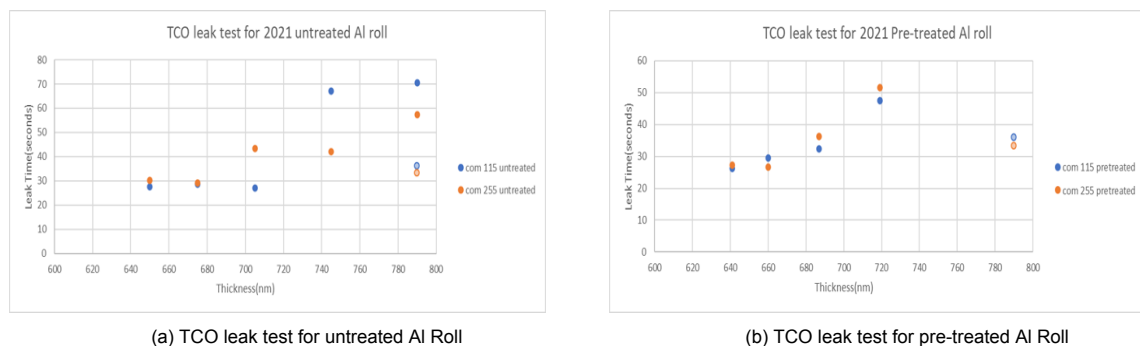 TCO leak test for 2021 untreated Al roll
Leak Time(seconds)
80
70
60
50
40
30
20
10
0
600 620 640 660 680 700 720 740 760 780 800
Thickness(nm)
com 115 untreated
com 255 untreated
(a) TCO leak test for untreated Al Roll
TCO leak test for 2021 Pre-treated Al roll
Leak Time(seconds)
60
50
40
30
20
10
0
600 620 640 660 680 700 720 740 760 780 800
Thickness(nm)
com 115 pretreated
com 255 pretreated
(b) TCO leak test for pre-treated Al Roll